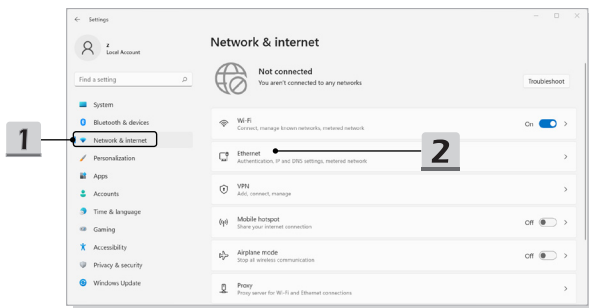 Settings
z
Local Account
Find a setting
System
Bluetooth & devices
Network & internet
Personalization
Apps
Accounts
Time & language
Gaming
Accessibility
Privacy & security
Windows Update
Network & internet
Not connected
You aren't connected to any networks
Troubleshoot
Wi-Fi
Connect, manage known networks, metered network
On
Ethernet
Authentication, IP and DNS settings, metered network
VPN
Add, connect, manage
Mobile hotspot
Share your internet connection
Off
Airplane mode
Stop all wireless communication
Off
Proxy
Proxy server for Wi-Fi and Ethernet connections
1
2